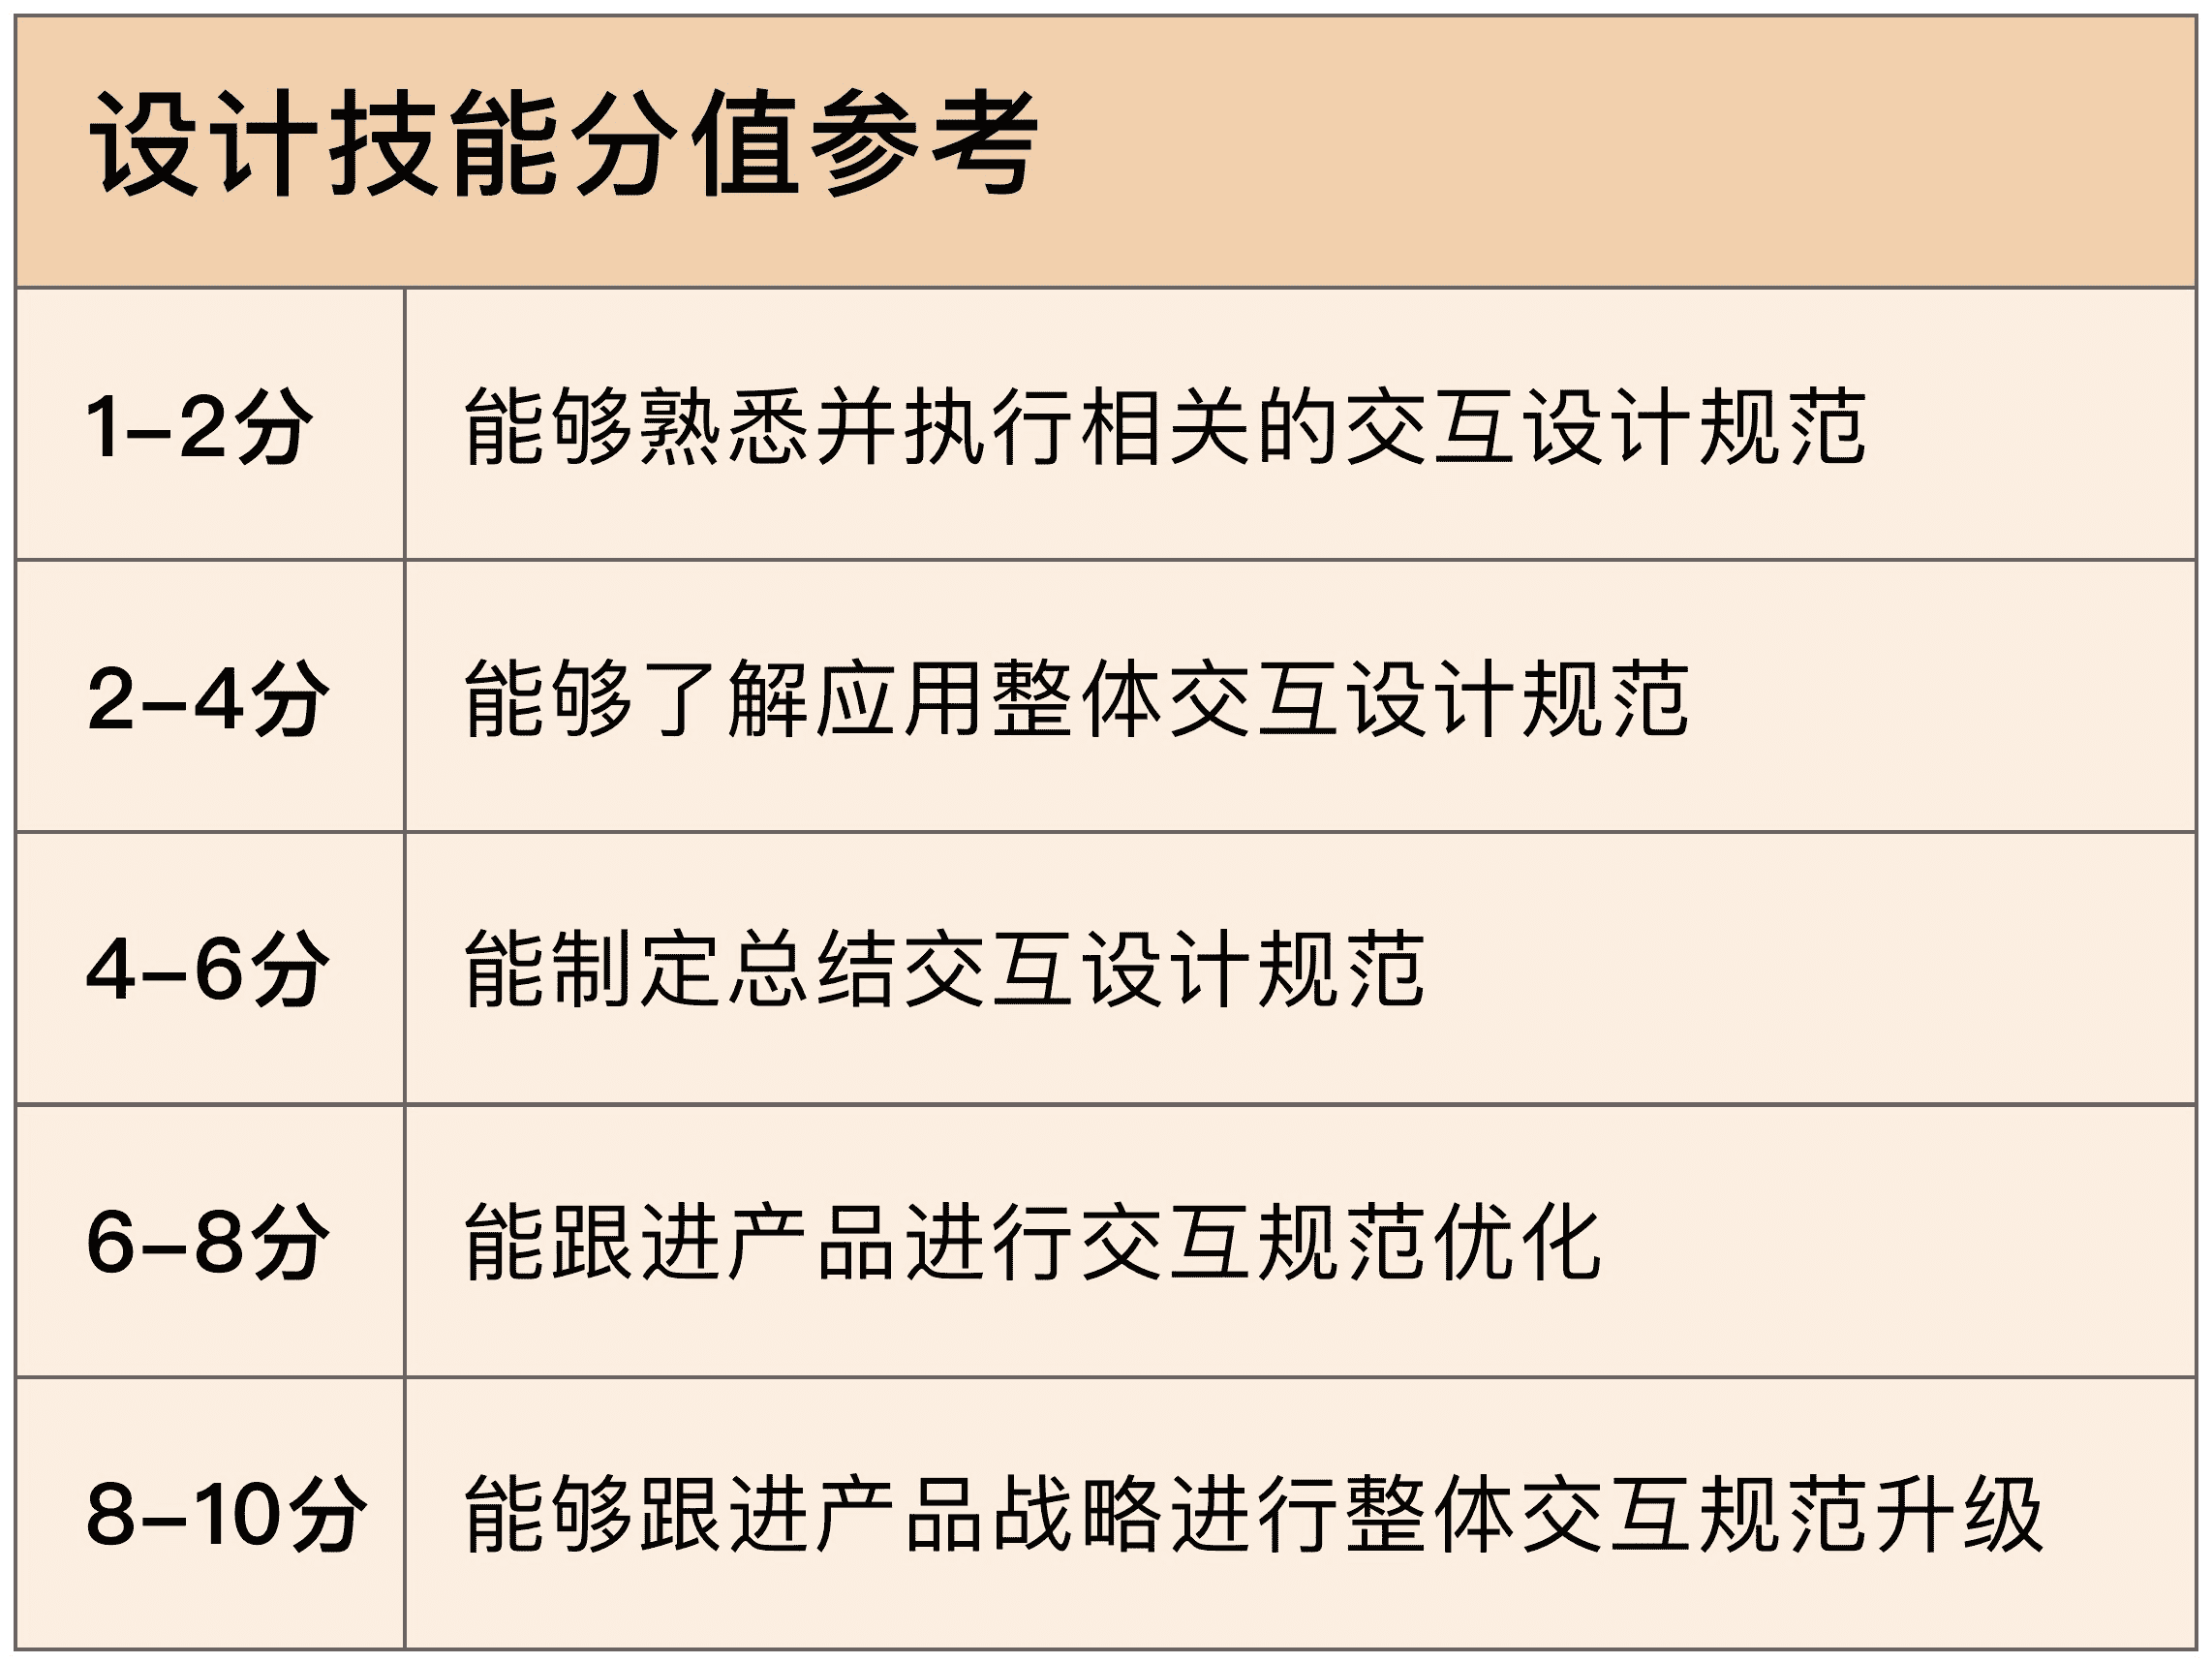 设计技能分值参考
1–2分 能够熟悉并执行相关的交互设计规范
2–4分 能够了解应用整体交互设计规范
4–6分 能制定总结交互设计规范
6–8分 能跟进产品进行交互规范优化
8–10分 能够跟进产品战略进行整体交互规范升级